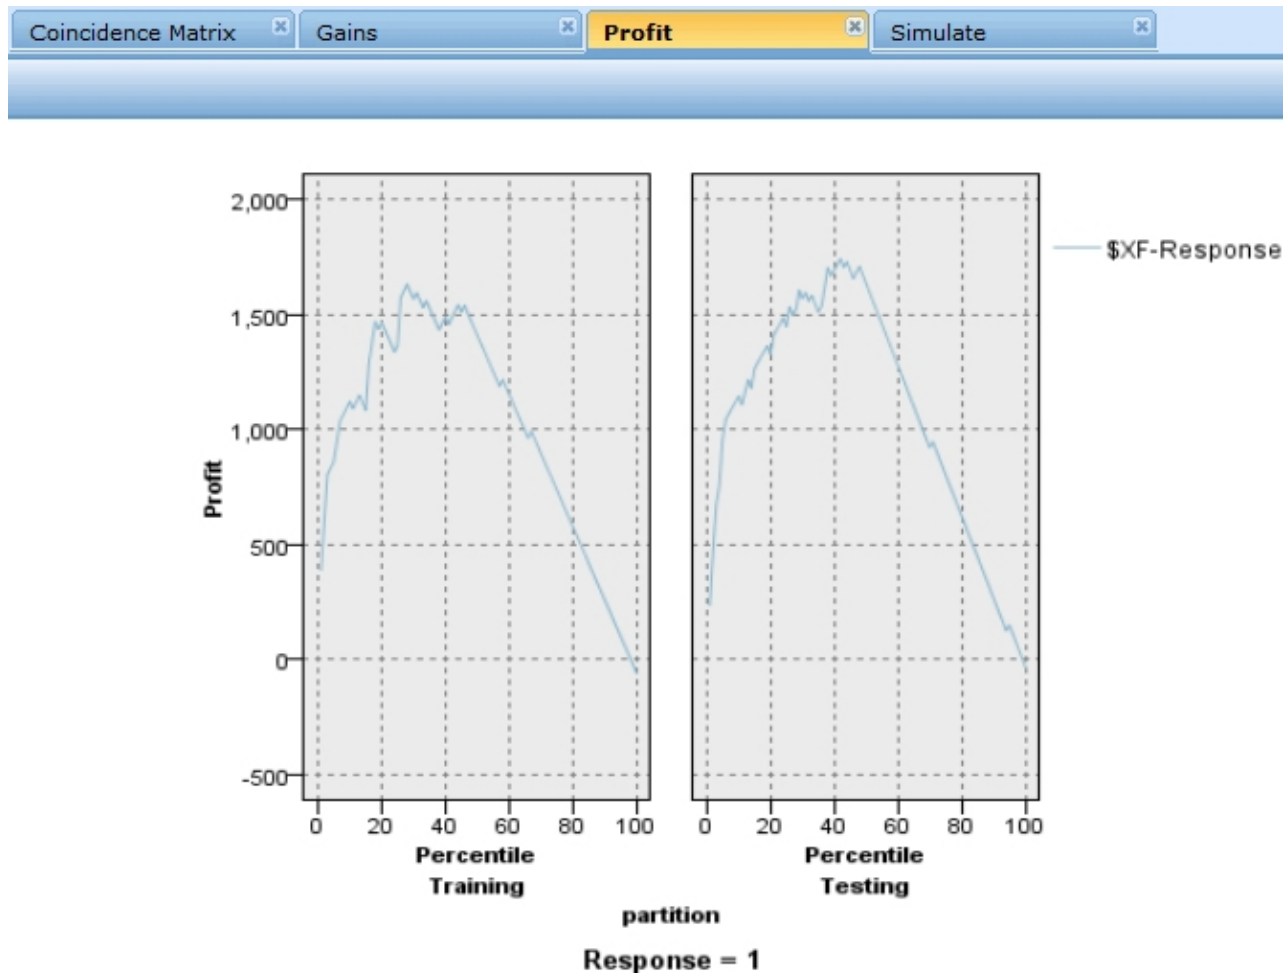 Coincidence Matrix
Gains
Profit
Simulate
2,000
1,500
1,000
500
0
-500
Profit
$XF-Response
0 20 40 60 80 100
0 20 40 60 80 100
Percentile
Percentile
Training
Testing
partition
Response = 1